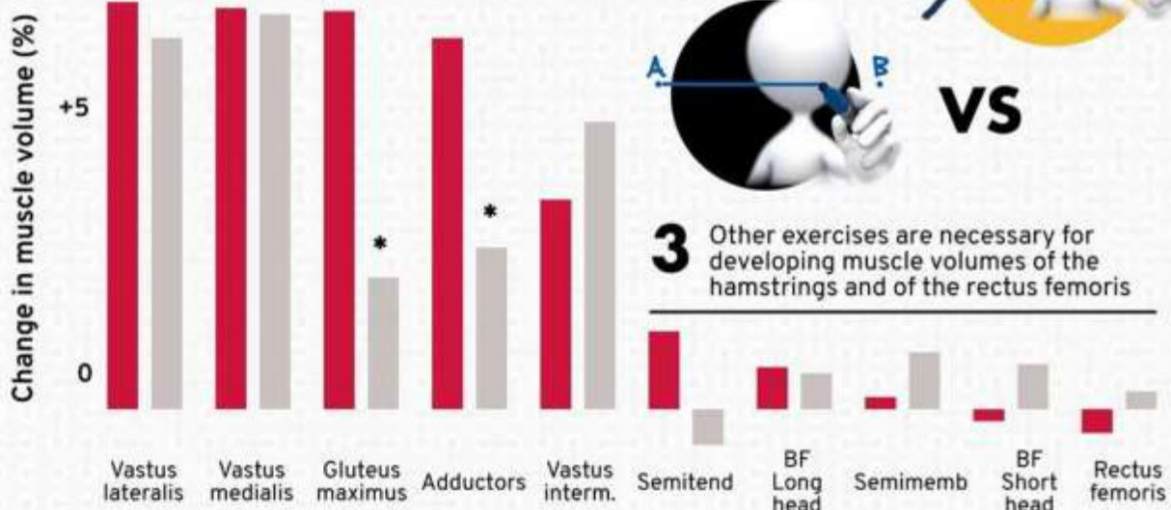 Change in muscle volume (%)
+5
0
A
B
VS
3
Other exercises are necessary for
developing muscle volumes of the
hamstrings and of the rectus femoris
*
*
Vastus
lateralis
Vastus
medialis
Gluteus
maximus
Adductors
Vastus
interm.
Semitend
BF
Long
head
Semimemb
BF
Short
head
Rectus
femoris